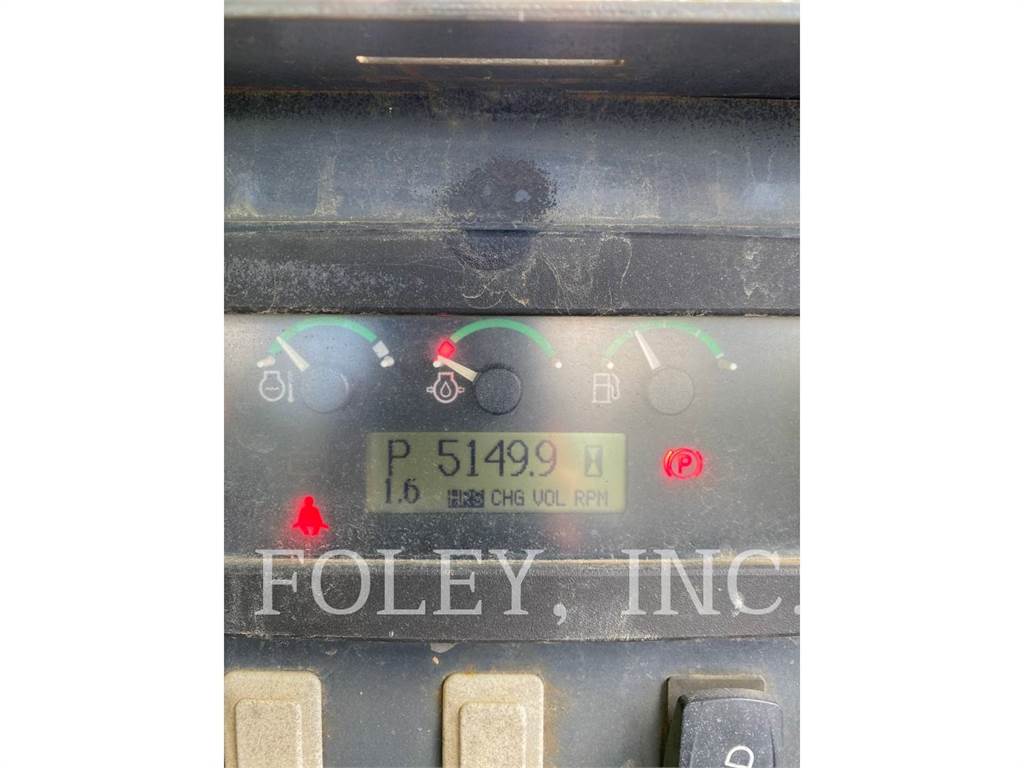 P 5149.9
1.6 HRS CHG VOL RPM
P
FOLEY, INC.
D